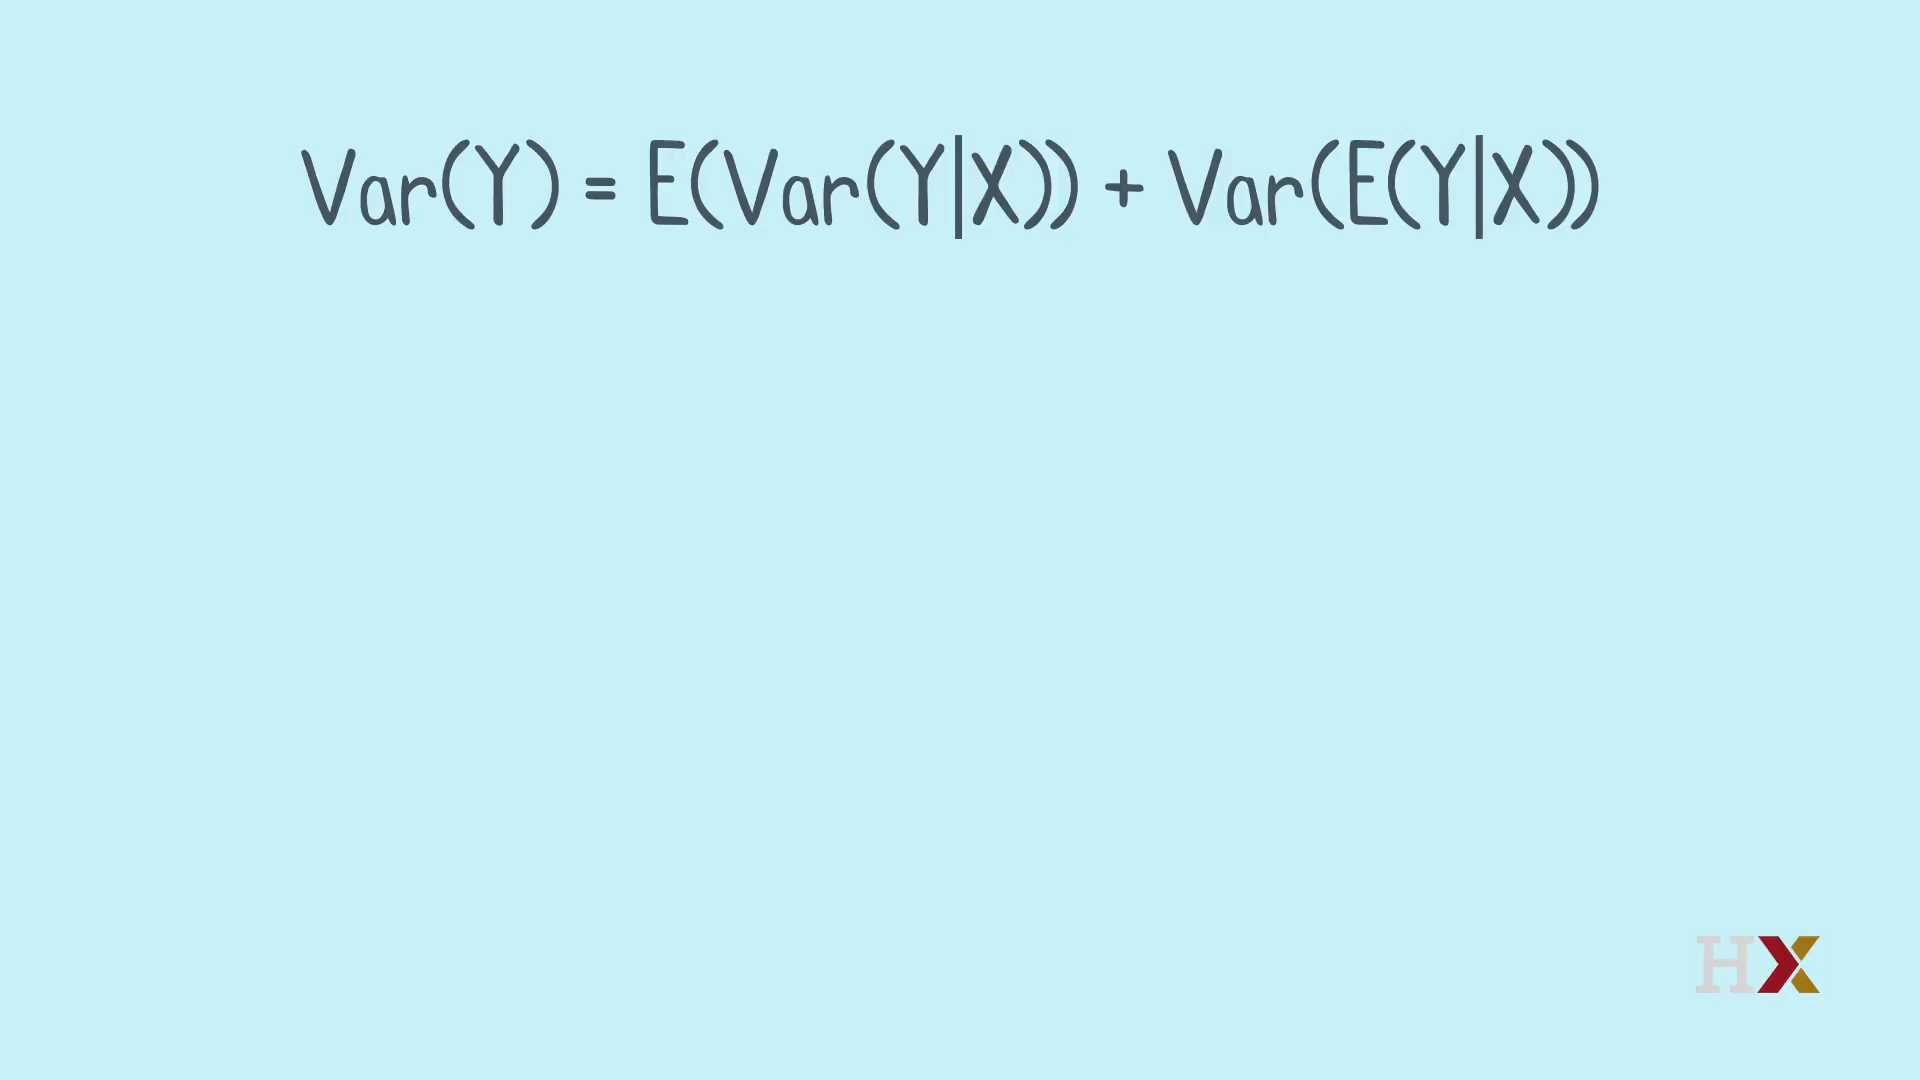 Var(Y) = E(Var(Y|X)) + Var(E(Y|X))
HX